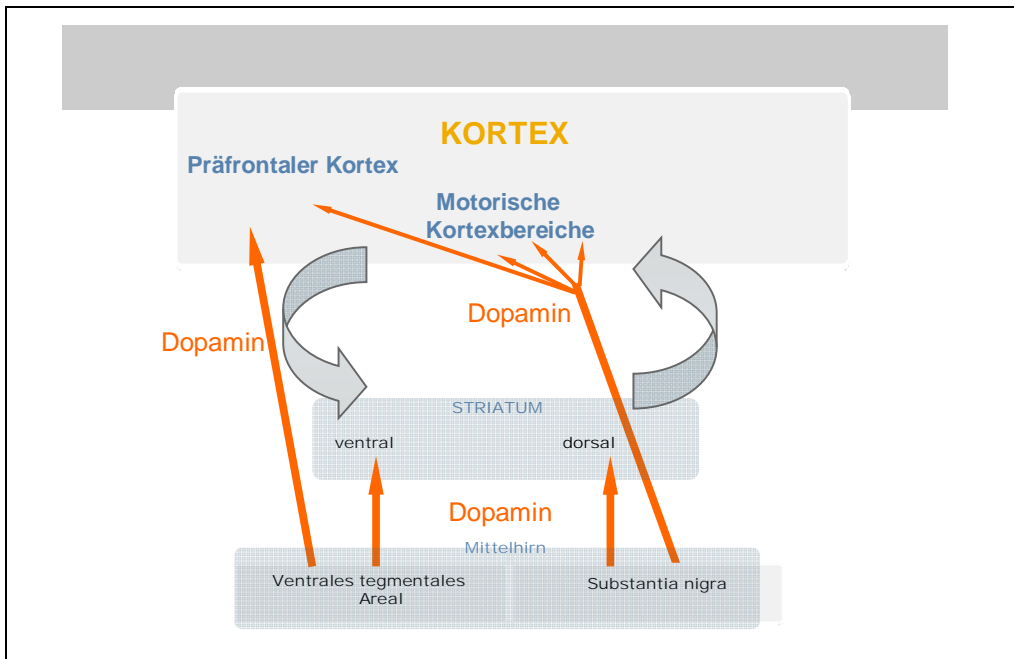 KORTEX
Präfrontaler Kortex
Motorische
Kortexbereiche
Dopamin
Dopamin
STRIATUM
ventral
dorsal
Dopamin
Mittelhirn
Ventrales tegmentales
Areal
Substantia nigra